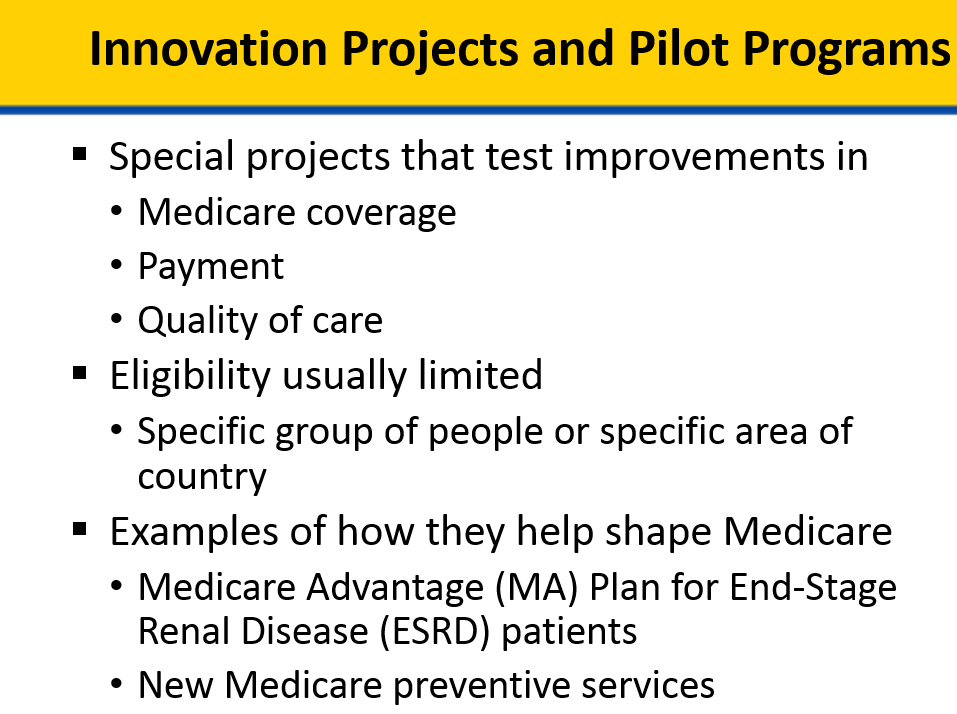 Innovation Projects and Pilot Programs
▪ Special projects that test improvements in
• Medicare coverage
• Payment
• Quality of care
▪ Eligibility usually limited
• Specific group of people or specific area of
country
▪ Examples of how they help shape Medicare
• Medicare Advantage (MA) Plan for End-Stage
Renal Disease (ESRD) patients
• New Medicare preventive services